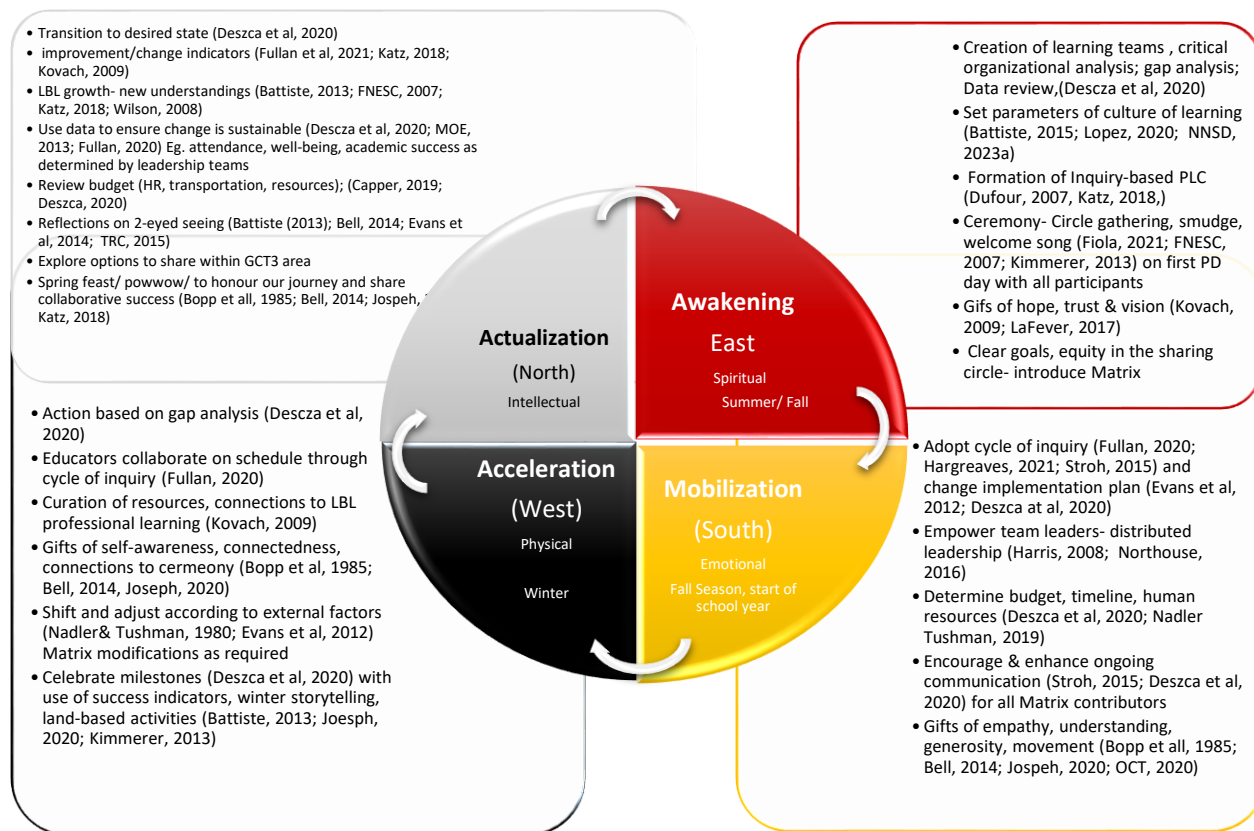 • Transition to desired state (Deszca et al, 2020)
• improvement/change indicators (Fullan et al, 2021; Katz, 2018;
Kovach, 2009)
• LBL growth- new understandings (Battiste, 2013; FNESC, 2007;
Katz, 2018; Wilson, 2008)
• Use data to ensure change is sustainable (Descza et al, 2020; MOE,
2013; Fullan, 2020) Eg. attendance, well-being, academic success as
determined by leadership teams
• Review budget (HR, transportation, resources); (Capper, 2019;
Deszca, 2020)
• Reflections on 2-eyed seeing (Battiste (2013); Bell, 2014; Evans et
al, 2014; TRC, 2015)
• Explore options to share within GCT3 area
• Spring feast/ powwow/ to honour our journey and share
collaborative success (Bopp et all, 1985; Bell, 2014; Jospeh,
Katz, 2018)
• Creation of learning teams , critical
organizational analysis; gap analysis;
Data review,(Descza et al, 2020)
• Set parameters of culture of learning
(Battiste, 2015; Lopez, 2020; NNSD,
2023a)
• Formation of Inquiry-based PLC
(Dufour, 2007, Katz, 2018,)
• Ceremony- Circle gathering, smudge,
welcome song (Fiola, 2021; FNESC,
2007; Kimmerer, 2013) on first PD
day with all participants
• Gifs of hope, trust & vision (Kovach,
2009; LaFever, 2017)
• Clear goals, equity in the sharing
circle- introduce Matrix
Actualization
(North)
Intellectual
Awakening
East
Spiritual
Summer/ Fall
Acceleration
(West)
Physical
Winter
Mobilization
(South)
Emotional
Fall Season, start of
school year
• Action based on gap analysis (Descza et al,
2020)
• Educators collaborate on schedule through
cycle of inquiry (Fullan, 2020)
• Curation of resources, connections to LBL
professional learning (Kovach, 2009)
• Gifts of self-awareness, connectedness,
connections to cermeony (Bopp et al, 1985;
Bell, 2014, Joseph, 2020)
• Shift and adjust according to external factors
(Nadler& Tushman, 1980; Evans et al, 2012)
Matrix modifications as required
• Celebrate milestones (Deszca et al, 2020) with
use of success indicators, winter storytelling,
land-based activities (Battiste, 2013; Joesph,
2020; Kimmerer, 2013)
• Adopt cycle of inquiry (Fullan, 2020;
Hargreaves, 2021; Stroh, 2015) and
change implementation plan (Evans et al,
2012; Deszca at al, 2020)
• Empower team leaders- distributed
leadership (Harris, 2008; Northouse,
2016)
• Determine budget, timeline, human
resources (Deszca et al, 2020; Nadler
Tushman, 2019)
• Encourage & enhance ongoing
communication (Stroh, 2015; Deszca et al,
2020) for all Matrix contributors
• Gifts of empathy, understanding,
generosity, movement (Bopp et all, 1985;
Bell, 2014; Jospeh, 2020; OCT, 2020)